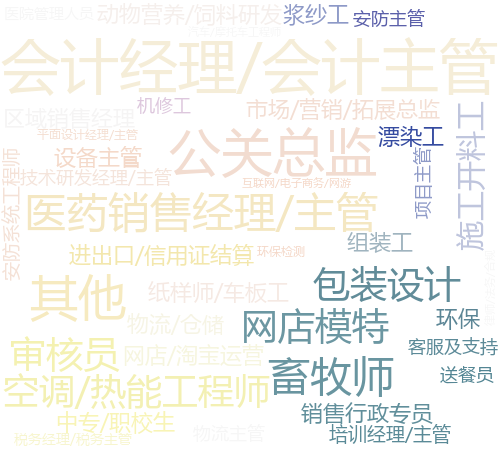 医院管理人员
动物营养/饲料研发
浆纱工
安防主管
会计经理/会计主管
机修工
市场/营销/拓展总监
区域销售经理
平面设计经理/主管
漂染工
施工开料工
公关总监
设备主管
技术研发经理/主管
互联网/电子商务/网游
项目主管
安防系统工程师
医药销售经理/主管
进出口/信用证结算
环保检测
组装工
其他
纸样师/车板工
包装设计
物流/仓储
网店模特
环保
审核员
网店/淘宝运营
客服及支持
空调/热能工程师
畜牧师
送餐员
中专/职校生
销售行政专员
税务经理/税务主管
物流主管
培训经理/主管